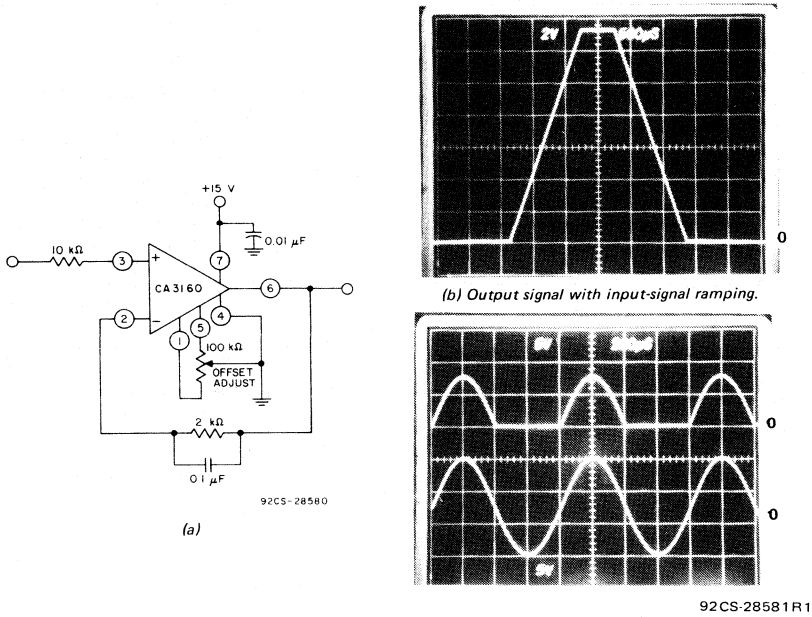 +15 V
10 kΩ
0.01 µF
3
+
7
CA3160
6
2
−
4
5
1
100 kΩ
OFFSET
ADJUST
2 kΩ
0.1 µF
92CS-28580
(a)
2V
0
(b) Output signal with input-signal ramping.
0
0
92CS-28581R1